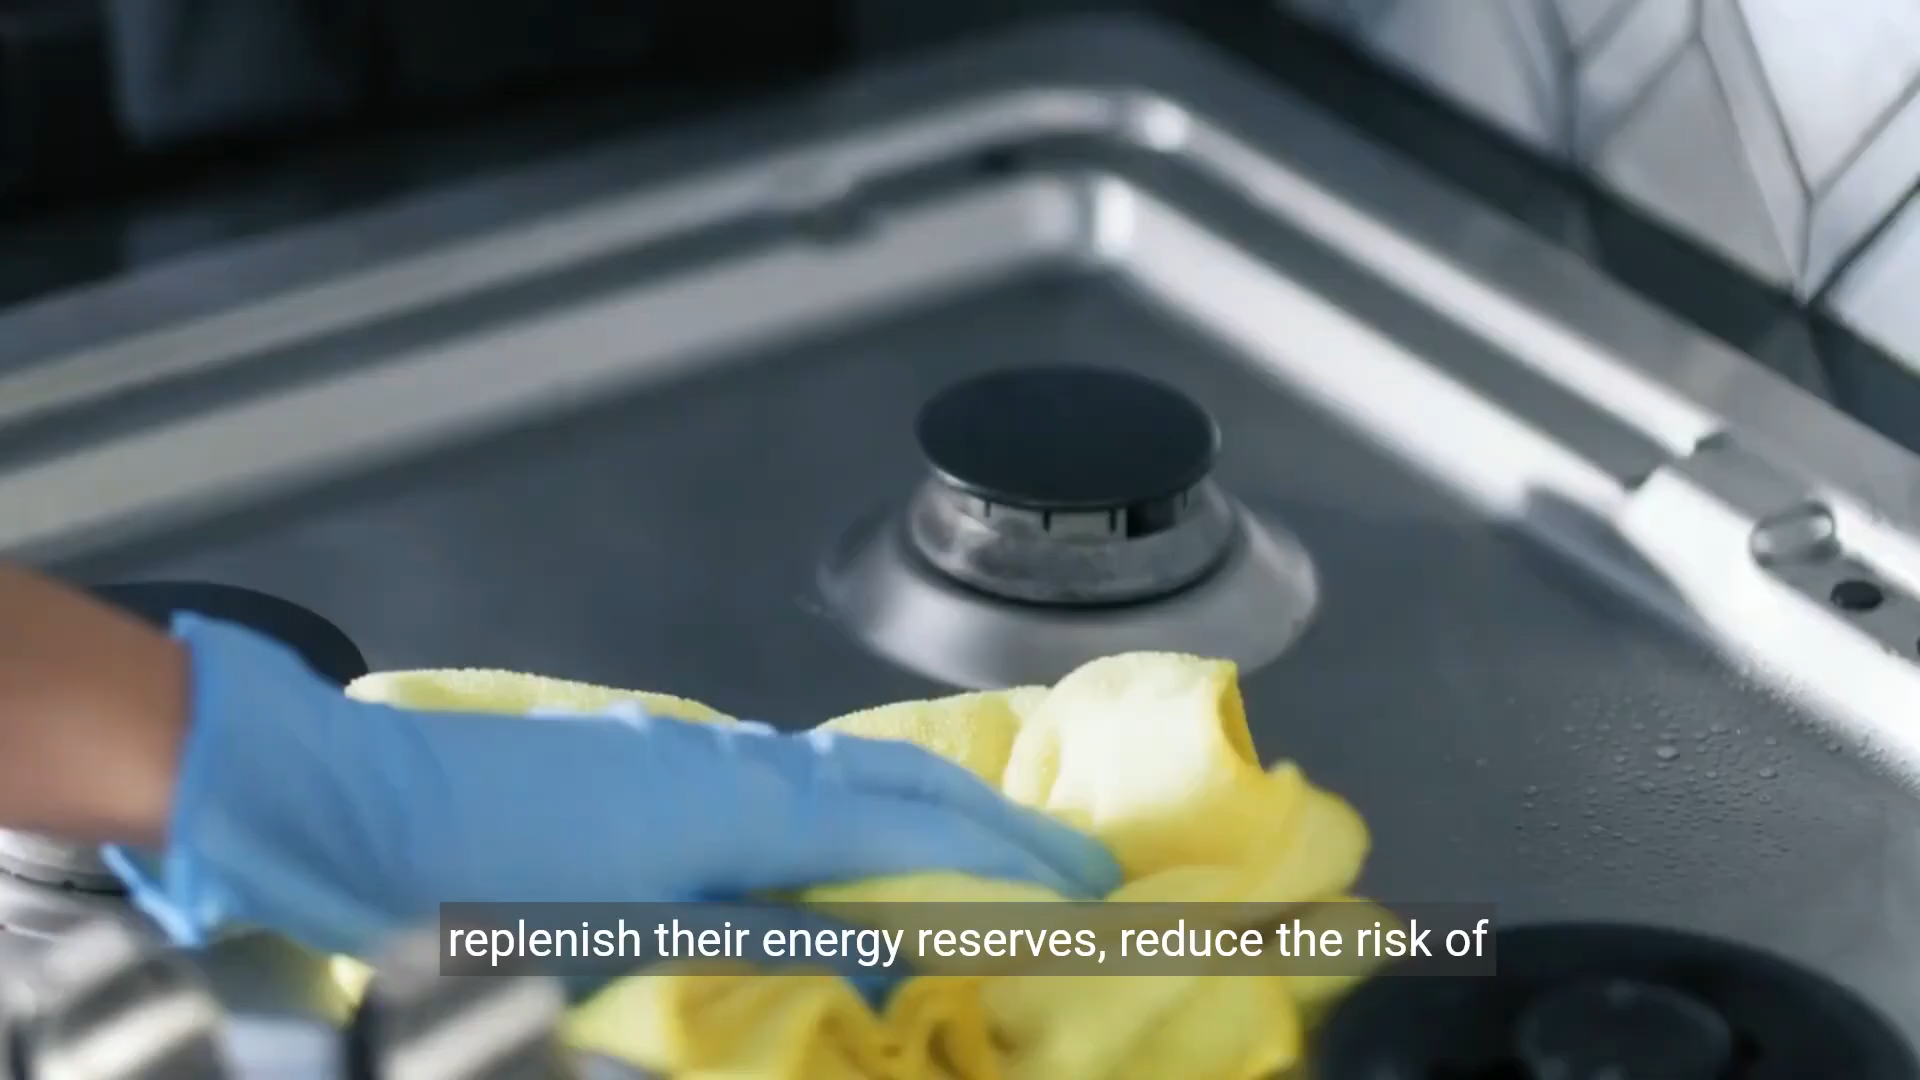 replenish their energy reserves, reduce the risk of